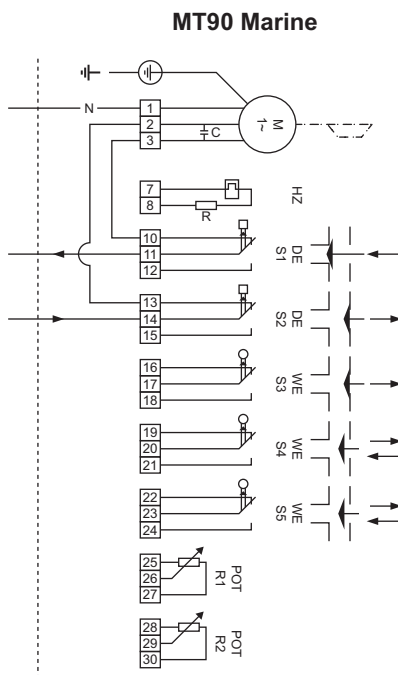 MT90 Marine
N
1
2
3
C
M
1~
7
8
R
HZ
10
11
12
DE
S1
13
14
15
DE
S2
16
17
18
WE
S3
19
20
21
WE
S4
22
23
24
WE
S5
25
26
27
POT
R1
28
29
30
POT
R2